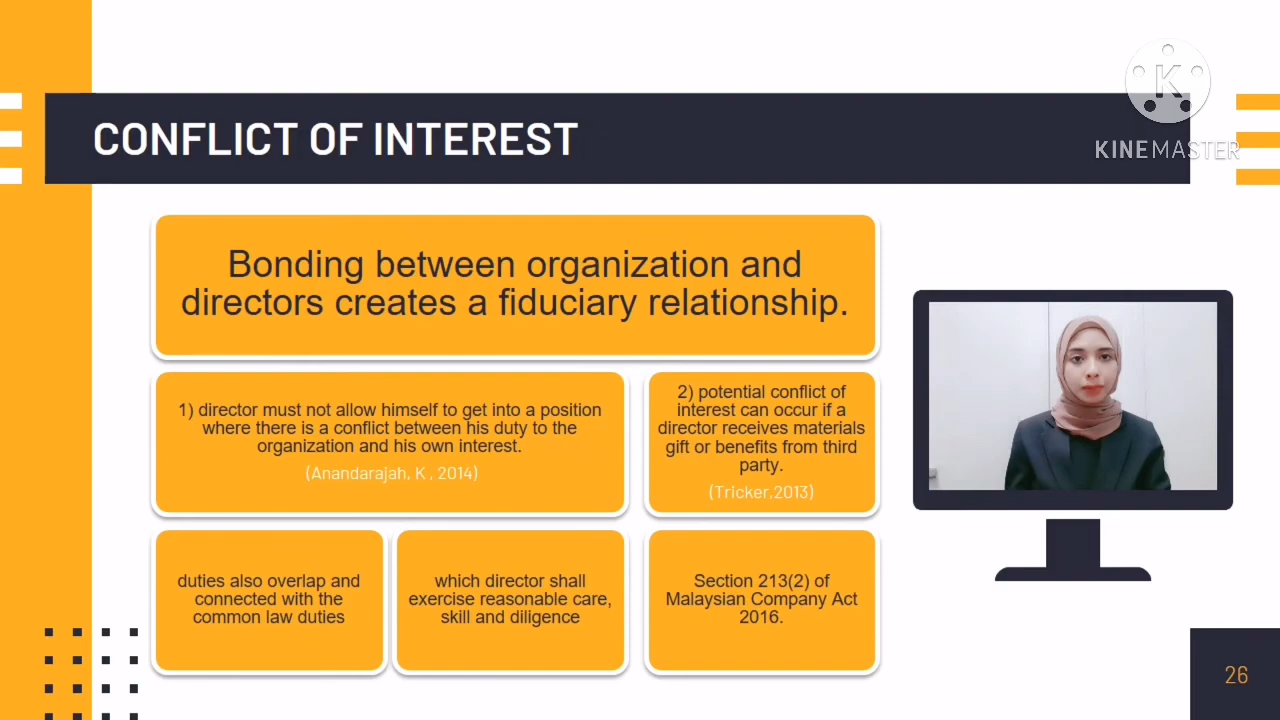 CONFLICT OF INTEREST
K
KINEMASTER
Bonding between organization and
directors creates a fiduciary relationship.
1) director must not allow himself to get into a position
where there is a conflict between his duty to the
organization and his own interest.
(Anandarajah, K , 2014)
2) potential conflict of
interest can occur if a
director receives materials
gift or benefits from third
party.
(Tricker,2013)
duties also overlap and
connected with the
common law duties
which director shall
exercise reasonable care,
skill and diligence
Section 213(2) of
Malaysian Company Act
2016.
26